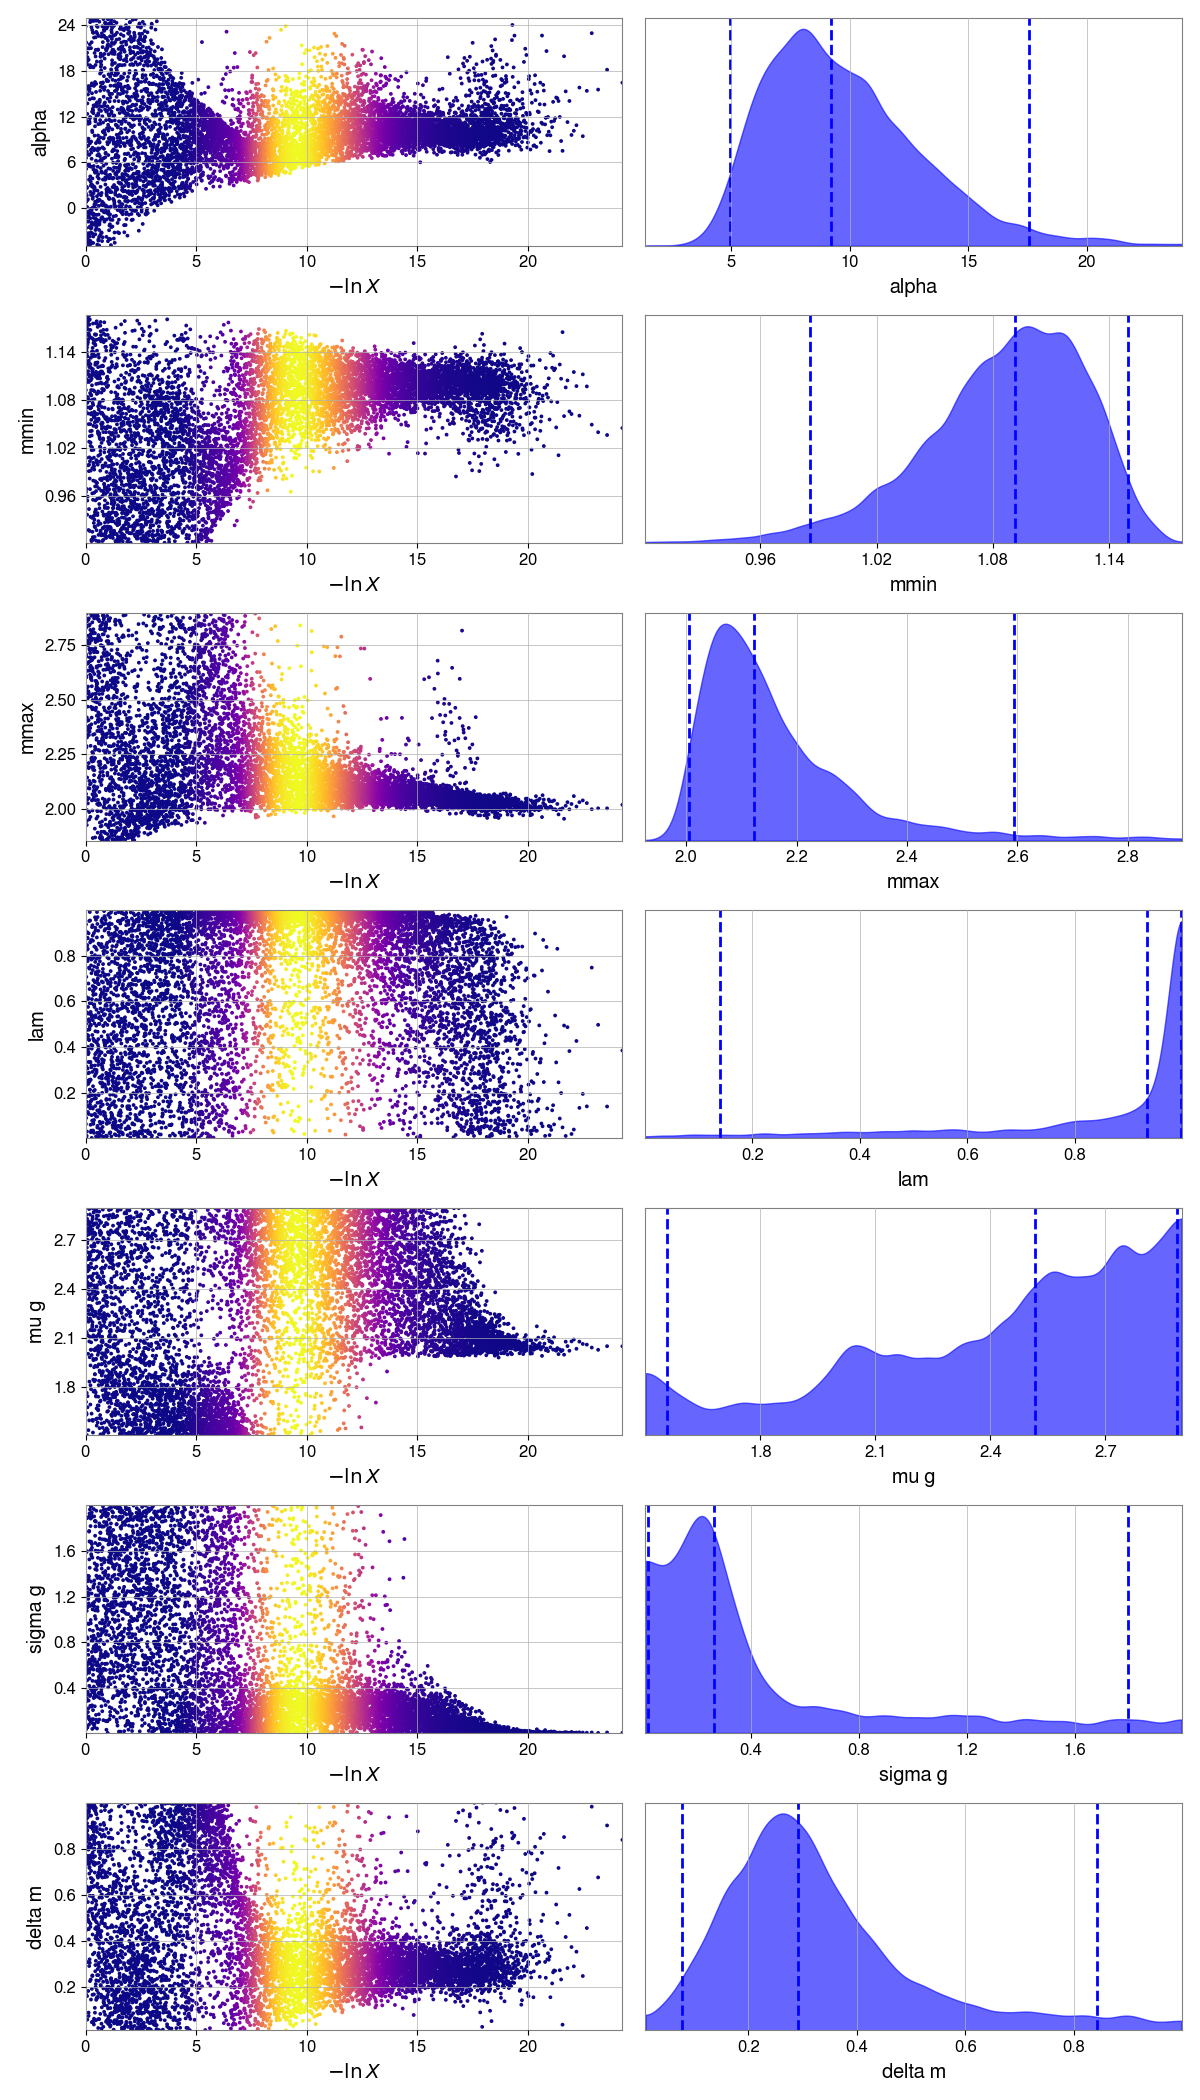 24
18
12
6
0
alpha
0 5 10 15 20
−ln X
5 10 15 20
alpha
1.14
1.08
1.02
0.96
mmin
0 5 10 15 20
−ln X
0.96 1.02 1.08 1.14
mmin
2.75
2.50
2.25
2.00
mmax
0 5 10 15 20
−ln X
2.0 2.2 2.4 2.6 2.8
mmax
0.8
0.6
0.4
0.2
lam
0 5 10 15 20
−ln X
0.2 0.4 0.6 0.8
lam
2.7
2.4
2.1
1.8
mu g
0 5 10 15 20
−ln X
1.8 2.1 2.4 2.7
mu g
1.6
1.2
0.8
0.4
sigma g
0 5 10 15 20
−ln X
0.4 0.8 1.2 1.6
sigma g
0.8
0.6
0.4
0.2
delta m
0 5 10 15 20
−ln X
0.2 0.4 0.6 0.8
delta m